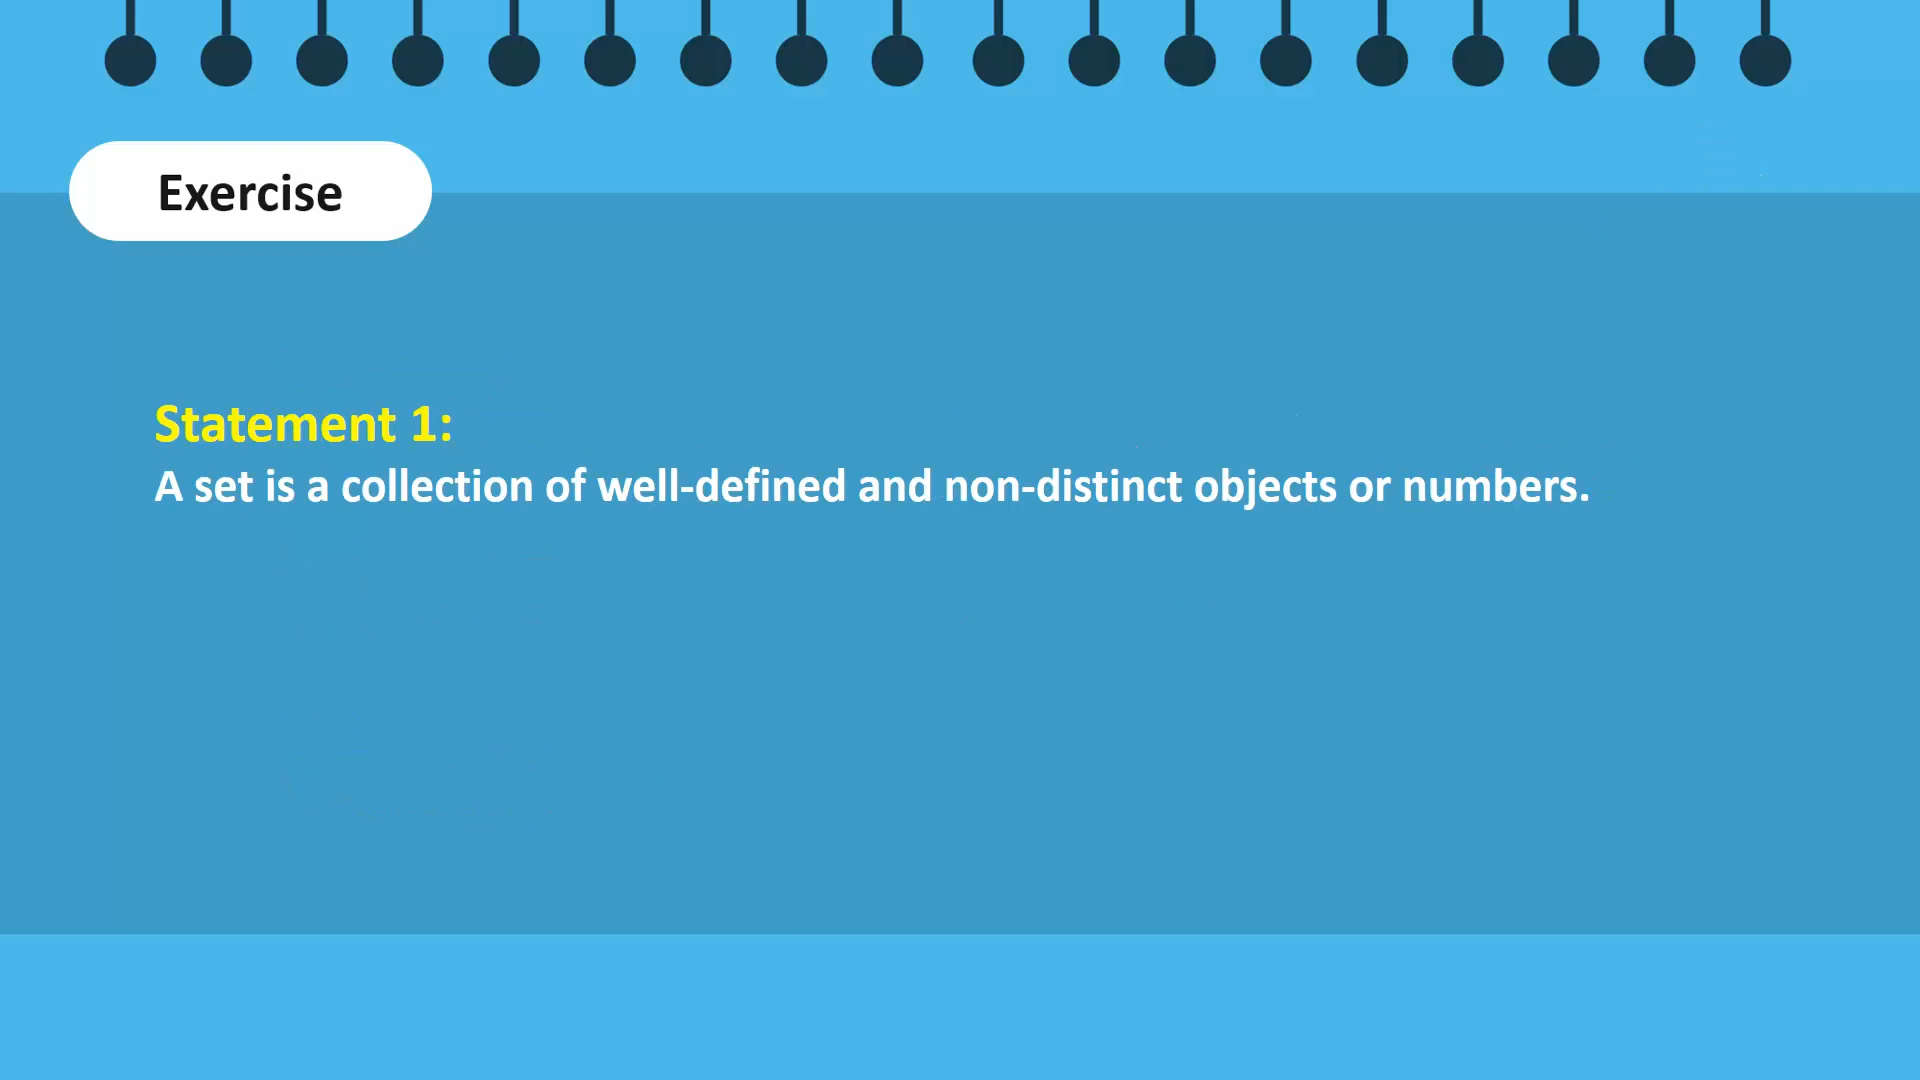 Exercise
Statement 1:
A set is a collection of well-defined and non-distinct objects or numbers.